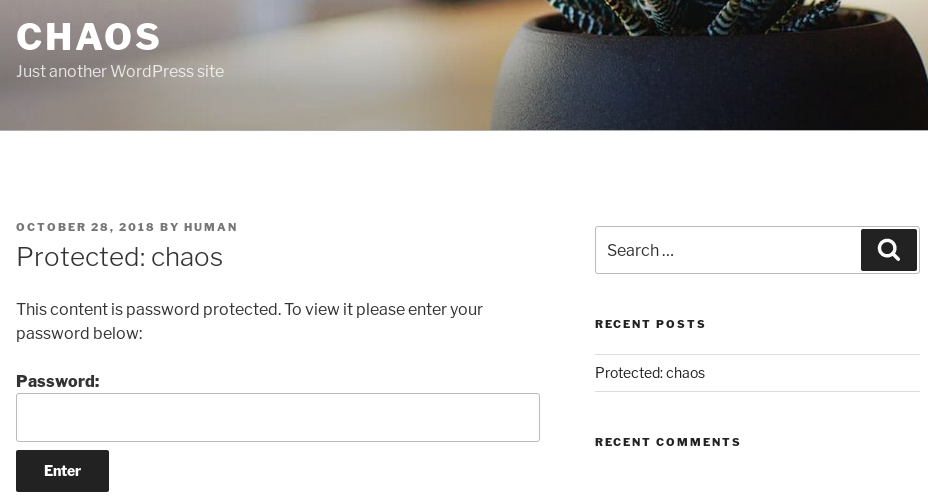 CHAOS
Just another WordPress site
OCTOBER 28, 2018 BY HUMAN
Protected: chaos
This content is password protected. To view it please enter your
password below:
Password:
Enter
Search …
RECENT POSTS
Protected: chaos
RECENT COMMENTS